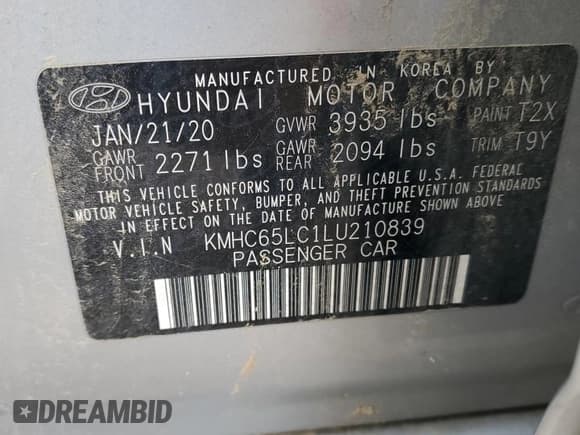 MANUFACTURED IN KOREA BY
HYUNDAI MOTOR COMPANY
JAN/21/20 GVWR 3935 lbs PAINT T2X
GAWR FRONT 2271 lbs GAWR REAR 2094 lbs TRIM T9Y
THIS VEHICLE CONFORMS TO ALL APPLICABLE U.S.A. FEDERAL
MOTOR VEHICLE SAFETY, BUMPER, AND THEFT PREVENTION STANDARDS
IN EFFECT ON THE DATE OF MANUFACTURE SHOWN ABOVE
V.I.N KMHC65LC1LU210839
PASSENGER CAR
DREAMBID